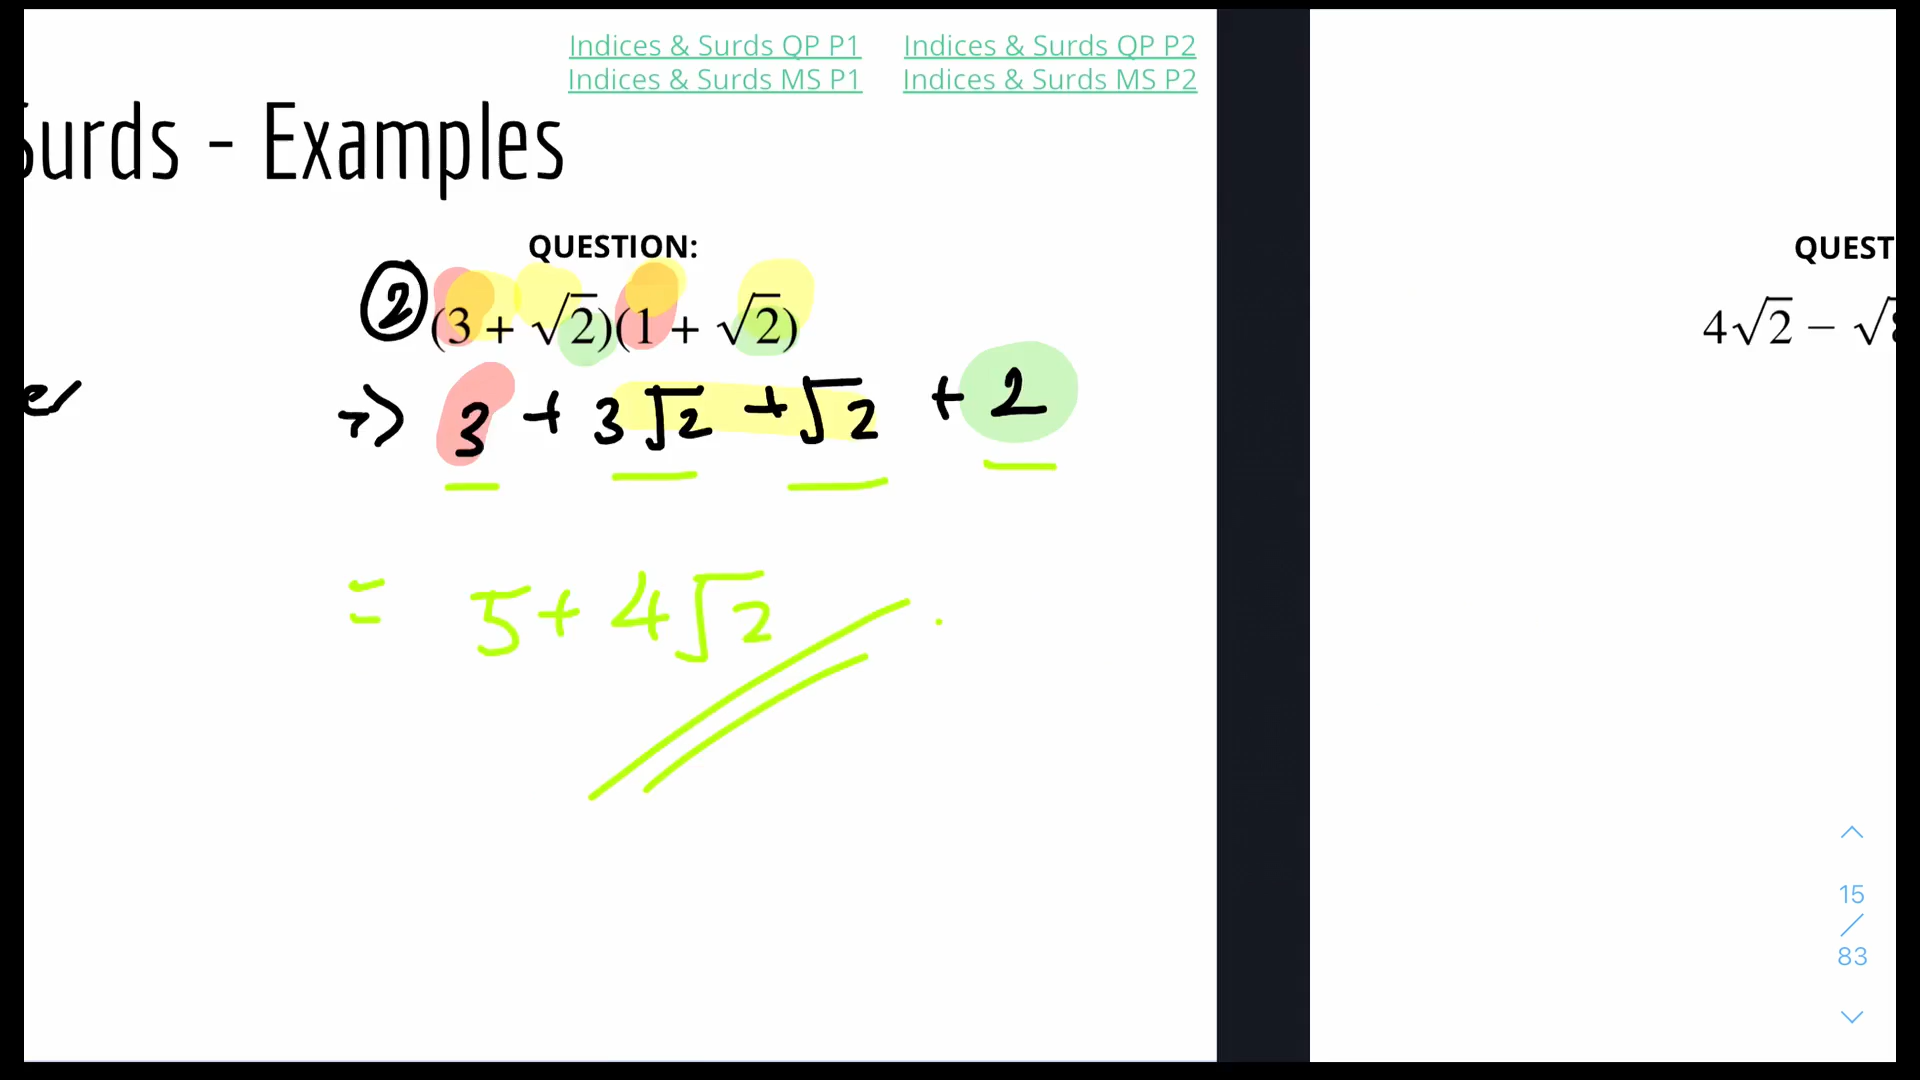 Indices & Surds QP P1 Indices & Surds QP P2
Indices & Surds MS P1 Indices & Surds MS P2
urds - Examples
QUESTION:
② (3 + √2)(1 + √2)
=> 3 + 3√2 + √2 + 2
= 5 + 4√2
QUEST
4√2 − √8
15
/
83